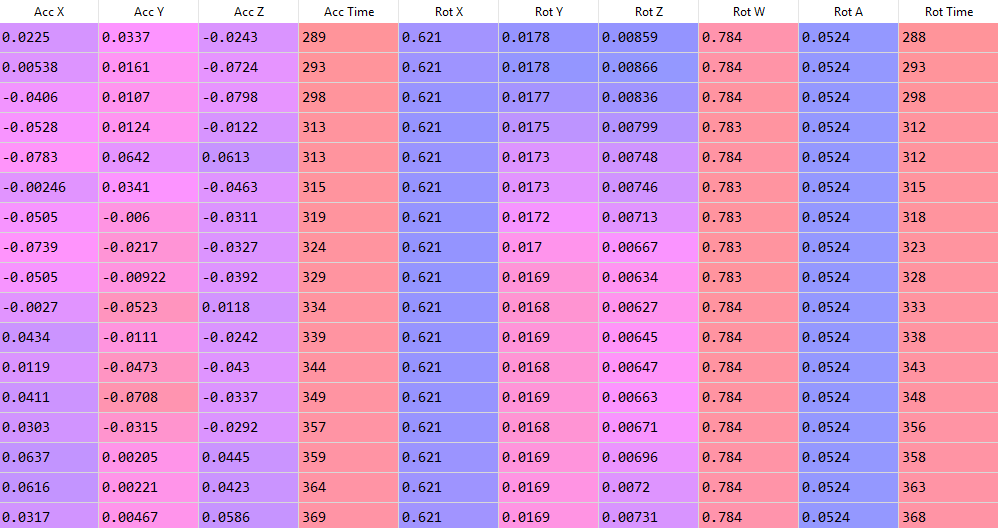 Acc X Acc Y Acc Z Acc Time Rot X Rot Y Rot Z Rot W Rot A Rot Time
0.0225 0.0337 -0.0243 289 0.621 0.0178 0.00859 0.784 0.0524 288
0.00538 0.0161 -0.0724 293 0.621 0.0178 0.00866 0.784 0.0524 293
-0.0406 0.0107 -0.0798 298 0.621 0.0177 0.00836 0.784 0.0524 298
-0.0528 0.0124 -0.0122 313 0.621 0.0175 0.00799 0.783 0.0524 312
-0.0783 0.0642 0.0613 313 0.621 0.0173 0.00748 0.784 0.0524 312
-0.00246 0.0341 -0.0463 315 0.621 0.0173 0.00746 0.783 0.0524 315
-0.0505 -0.006 -0.0311 319 0.621 0.0172 0.00713 0.783 0.0524 318
-0.0739 -0.0217 -0.0327 324 0.621 0.017 0.00667 0.783 0.0524 323
-0.0505 -0.00922 -0.0392 329 0.621 0.0169 0.00634 0.783 0.0524 328
-0.0027 -0.0523 0.0118 334 0.621 0.0168 0.00627 0.784 0.0524 333
0.0434 -0.0111 -0.0242 339 0.621 0.0169 0.00645 0.784 0.0524 338
0.0119 -0.0473 -0.043 344 0.621 0.0168 0.00647 0.784 0.0524 343
0.0411 -0.0708 -0.0337 349 0.621 0.0169 0.00663 0.784 0.0524 348
0.0303 -0.0315 -0.0292 357 0.621 0.0168 0.00671 0.784 0.0524 356
0.0637 0.00205 0.0445 359 0.621 0.0169 0.00696 0.784 0.0524 358
0.0616 0.00221 0.0423 364 0.621 0.0169 0.0072 0.784 0.0524 363
0.0317 0.00467 0.0586 369 0.621 0.0169 0.00731 0.784 0.0524 368